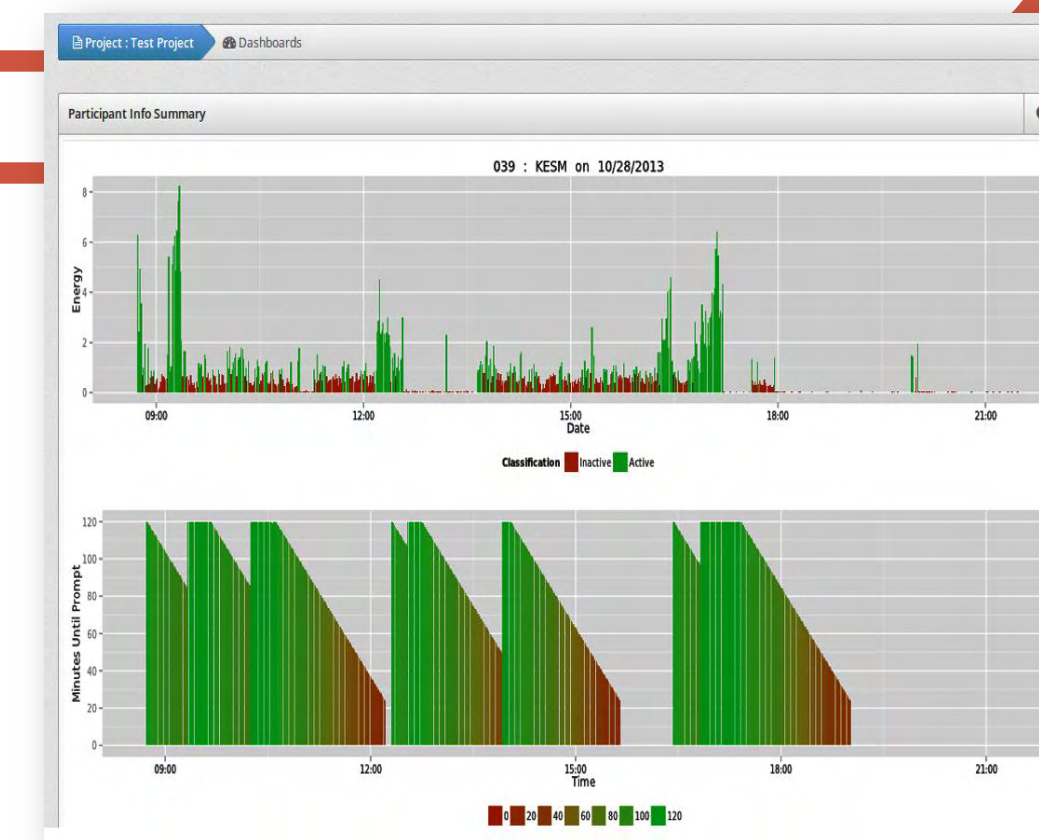 Project : Test Project Dashboards
Participant Info Summary
039 : KESM on 10/28/2013
Energy
8
6
4
2
0
09:00 12:00 15:00 18:00 21:00
Date
Classification Inactive Active
Minutes Until Prompt
120
100
80
60
40
20
0
09:00 12:00 15:00 18:00 21:00
Time
0 20 40 60 80 100 120